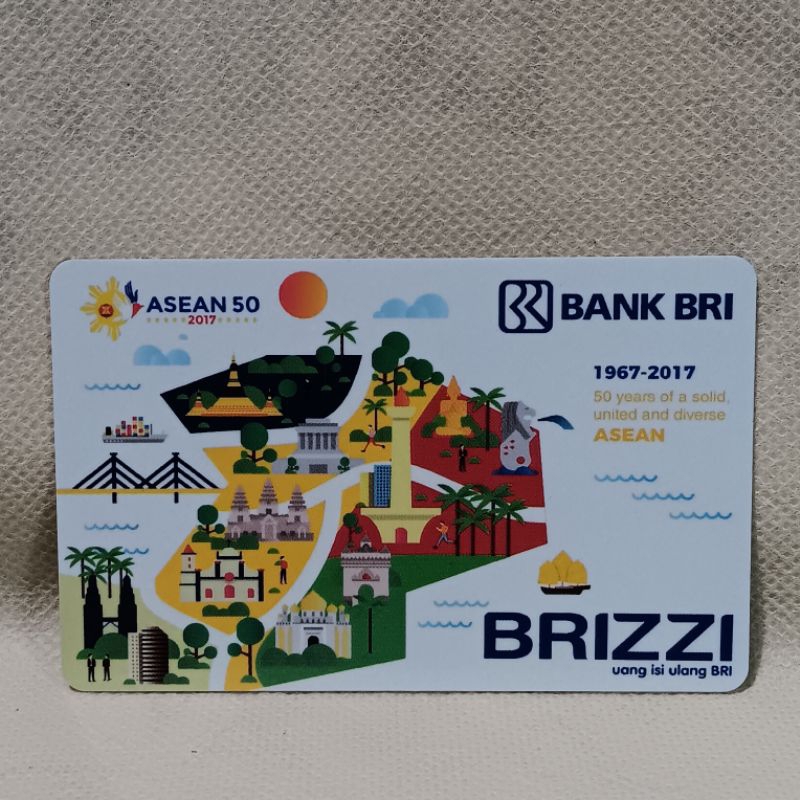 ASEAN 50
2017
BANK BRI
1967-2017
50 years of a solid,
united and diverse
ASEAN
BRIZZI
uang isi ulang BRI